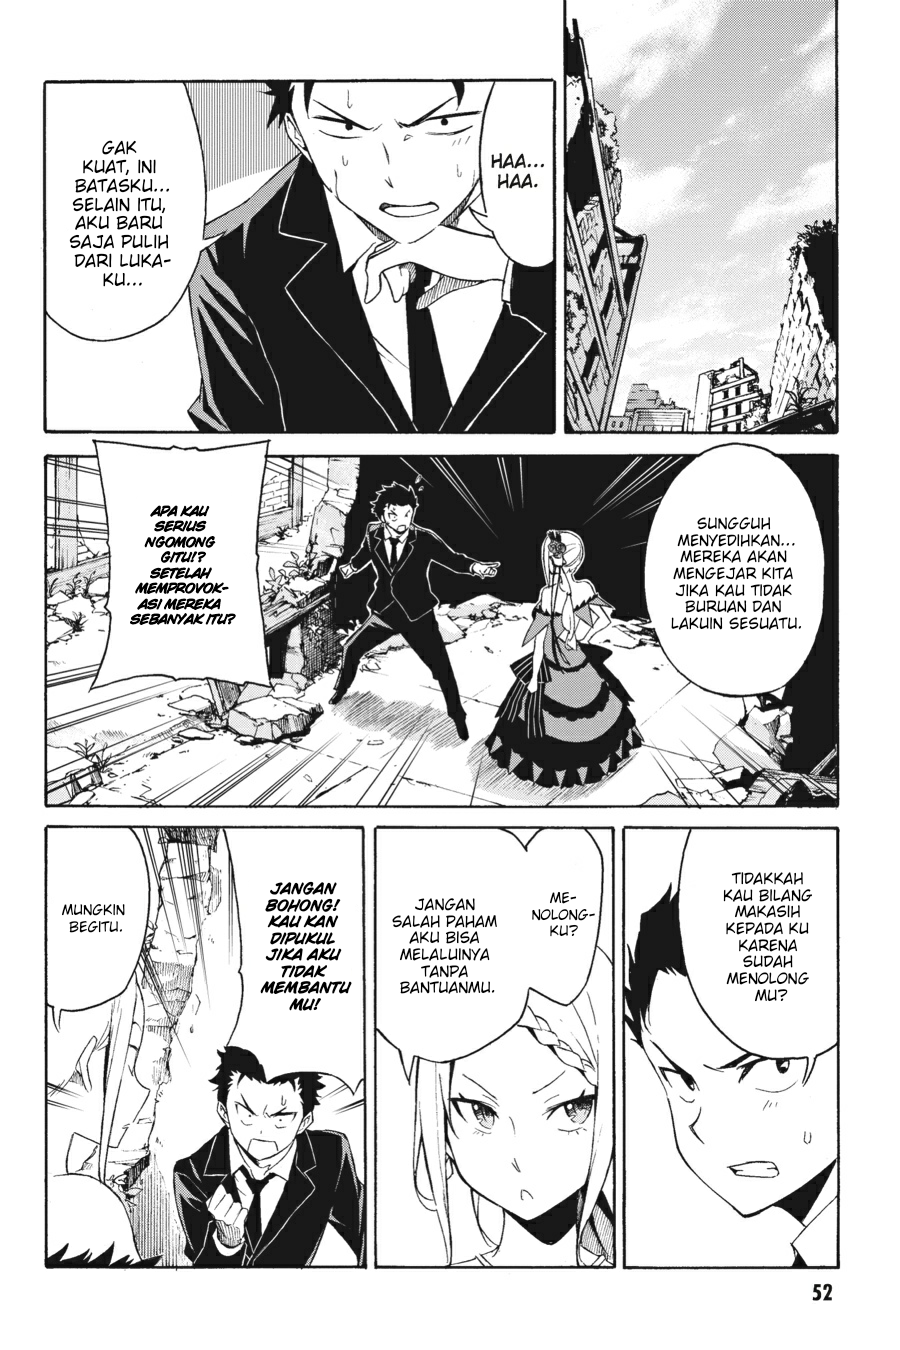 HAA...
HAA.
GAK
KUAT, INI
BATASKU...
SELAIN ITU,
AKU BARU
SAJA PULIH
DARI LUKA-
KU...
SUNGGUH
MENYEDIHKAN...
MEREKA AKAN
MENGEJAR KITA
JIKA KAU TIDAK
BURUAN DAN
LAKUIN SESUATU.
APA KAU
SERIUS
NGOMONG
GITU!?
SETELAH
MEMPROVOK-
ASI MEREKA
SEBANYAK ITU?
TIDAKKAH
KAU BILANG
MAKASIH
KEPADA KU
KARENA
SUDAH
MENOLONG
MU?
ME-
NOLONG-
KU?
JANGAN
SALAH PAHAM
AKU BISA
MELALUINYA
TANPA
BANTUANMU.
JANGAN
BOHONG!
KAU KAN
DIPUKUL
JIKA AKU
TIDAK
MEMBANTU
MU!
MUNGKIN
BEGITU.
52